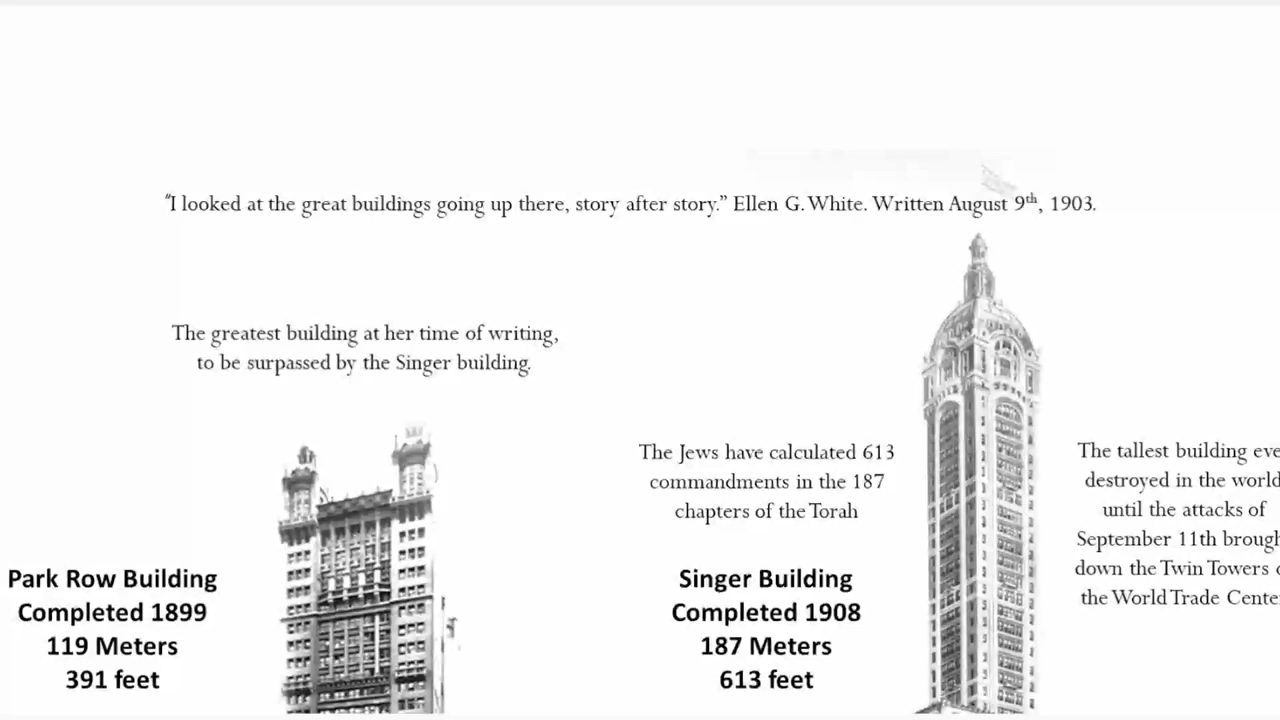 "I looked at the great buildings going up there, story after story.” Ellen G. White. Written August 9th, 1903.
The greatest building at her time of writing,
to be surpassed by the Singer building.
Park Row Building
Completed 1899
119 Meters
391 feet
The Jews have calculated 613
commandments in the 187
chapters of the Torah
Singer Building
Completed 1908
187 Meters
613 feet
The tallest building eve
destroyed in the world
until the attacks of
September 11th brough
down the Twin Towers
the World Trade Cente